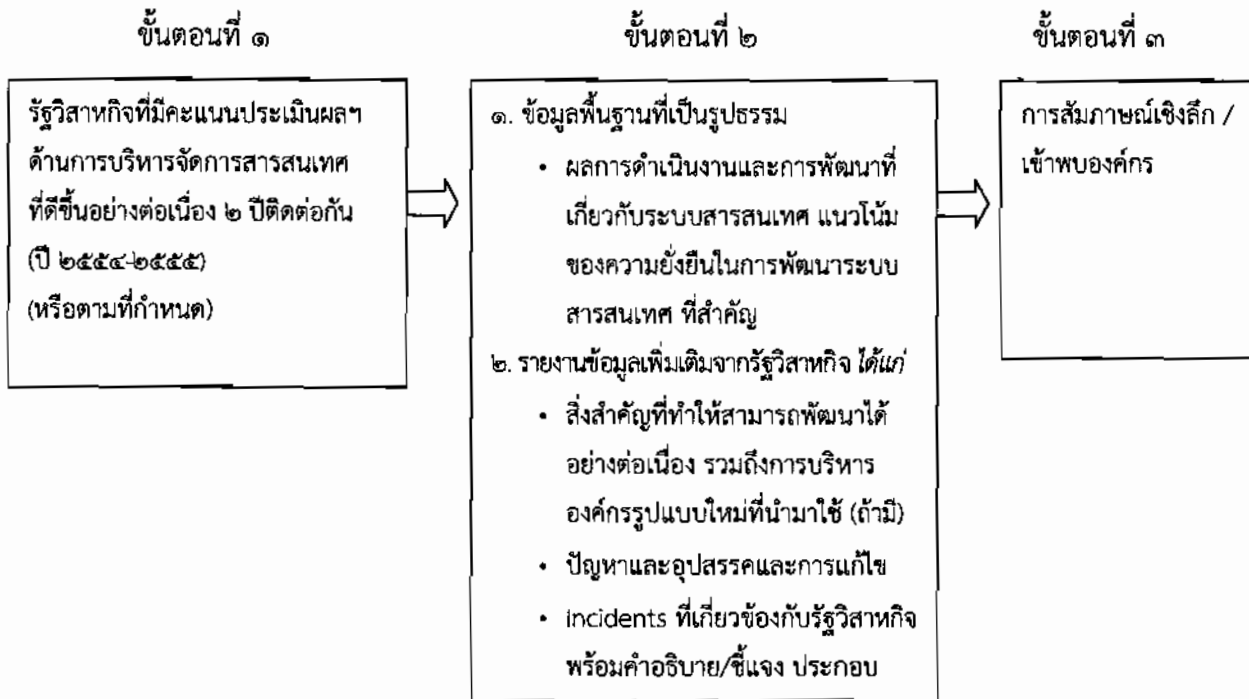 ขั้นตอนที่ ๑
รัฐวิสาหกิจที่มีคะแนนประเมินผลฯ
ด้านการบริหารจัดการสารสนเทศ
ที่ดีขึ้นอย่างต่อเนื่อง ๒ ปีติดต่อกัน
(ปี ๒๕๕๔-๒๕๕๕)
(หรือตามที่กำหนด)
ขั้นตอนที่ ๒
๑. ข้อมูลพื้นฐานที่เป็นรูปธรรม
• ผลการดำเนินงานและการพัฒนาที่
เกี่ยวกับระบบสารสนเทศ แนวโน้ม
ของความยั่งยืนในการพัฒนาระบบ
สารสนเทศ ที่สำคัญ
๒. รายงานข้อมูลเพิ่มเติมจากรัฐวิสาหกิจ ได้แก่
• สิ่งสำคัญที่ทำให้สามารถพัฒนาได้
อย่างต่อเนื่อง รวมถึงการบริหาร
องค์กรรูปแบบใหม่ที่นำมาใช้ (ถ้ามี)
• ปัญหาและอุปสรรคและการแก้ไข
• Incidents ที่เกี่ยวข้องกับรัฐวิสาหกิจ
พร้อมคำอธิบาย/ชี้แจง ประกอบ
ขั้นตอนที่ ๓
การสัมภาษณ์เชิงลึก /
เข้าพบองค์กร